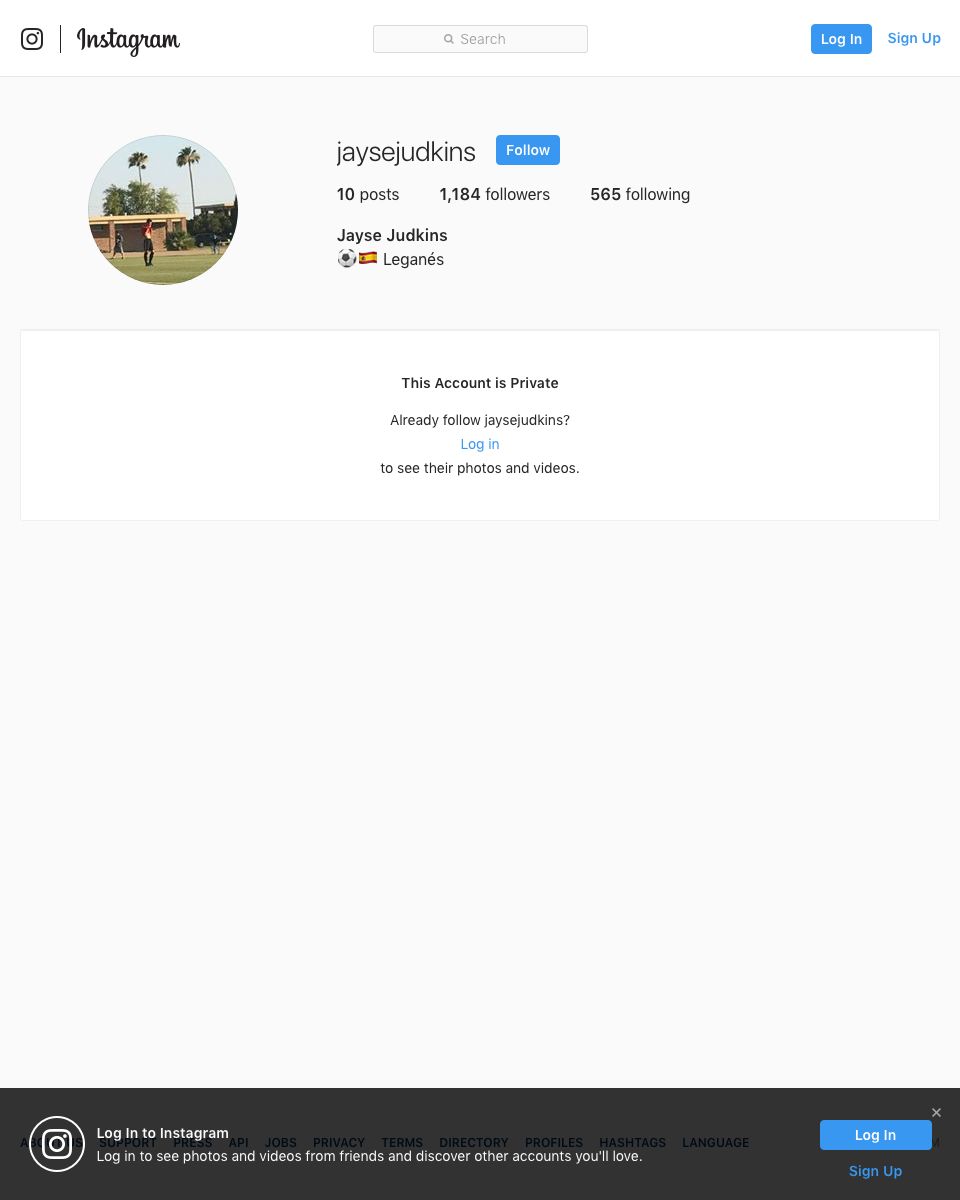 Instagram
Search
Log In
Sign Up
jaysejudkins
Follow
10 posts
1,184 followers
565 following
Jayse Judkins
⚽🇪🇸 Leganés
This Account is Private
Already follow jaysejudkins?
Log in
to see their photos and videos.
Log In to Instagram
SUPPORT PRESS API JOBS PRIVACY TERMS DIRECTORY PROFILES HASHTAGS LANGUAGE
Log in to see photos and videos from friends and discover other accounts you'll love.
✕
Log In
Sign Up